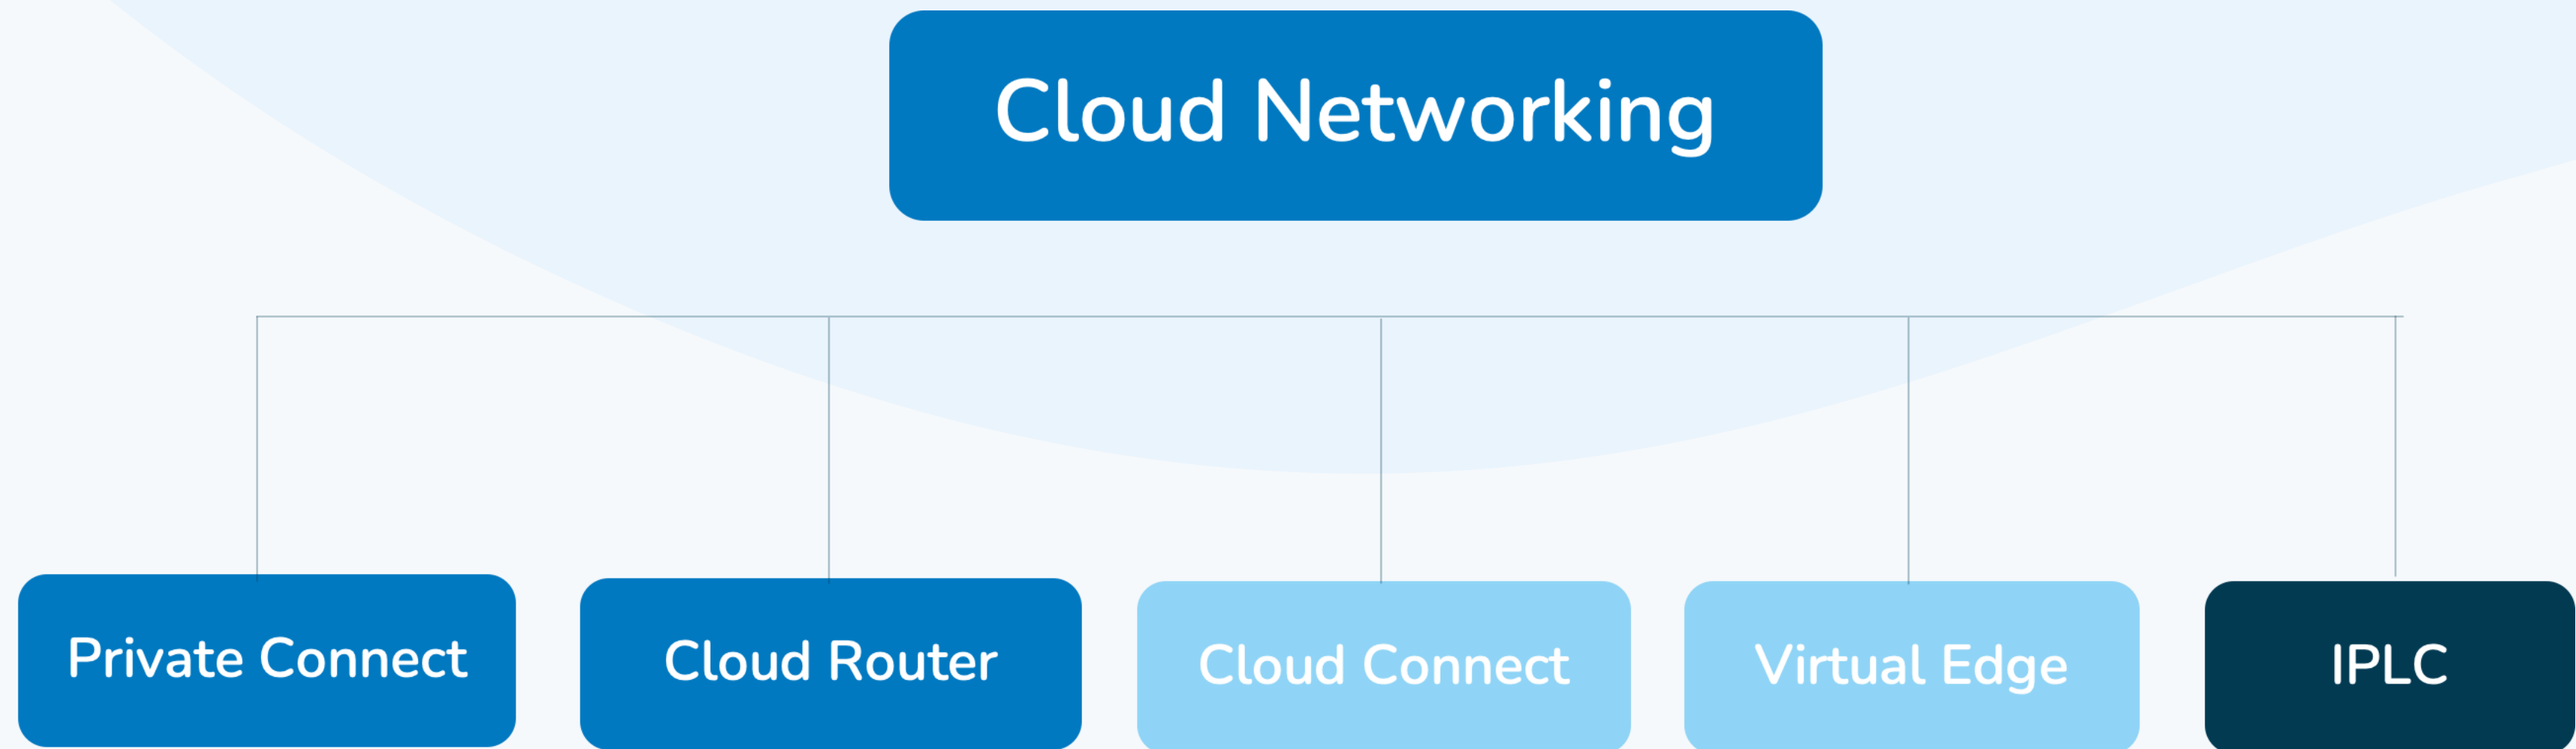 Cloud Networking
Private Connect
Cloud Router
Cloud Connect
Virtual Edge
IPLC